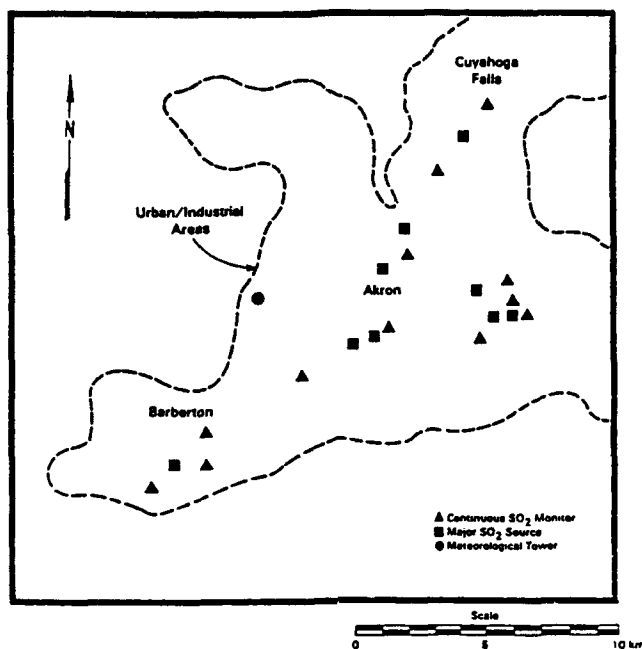 Cuyahoga
Falls
N
Urban/Industrial
Areas
Akron
Barberton
Continuous SO2 Monitor
Major SO2 Source
Meteorological Tower
Scale
0 5 10 km